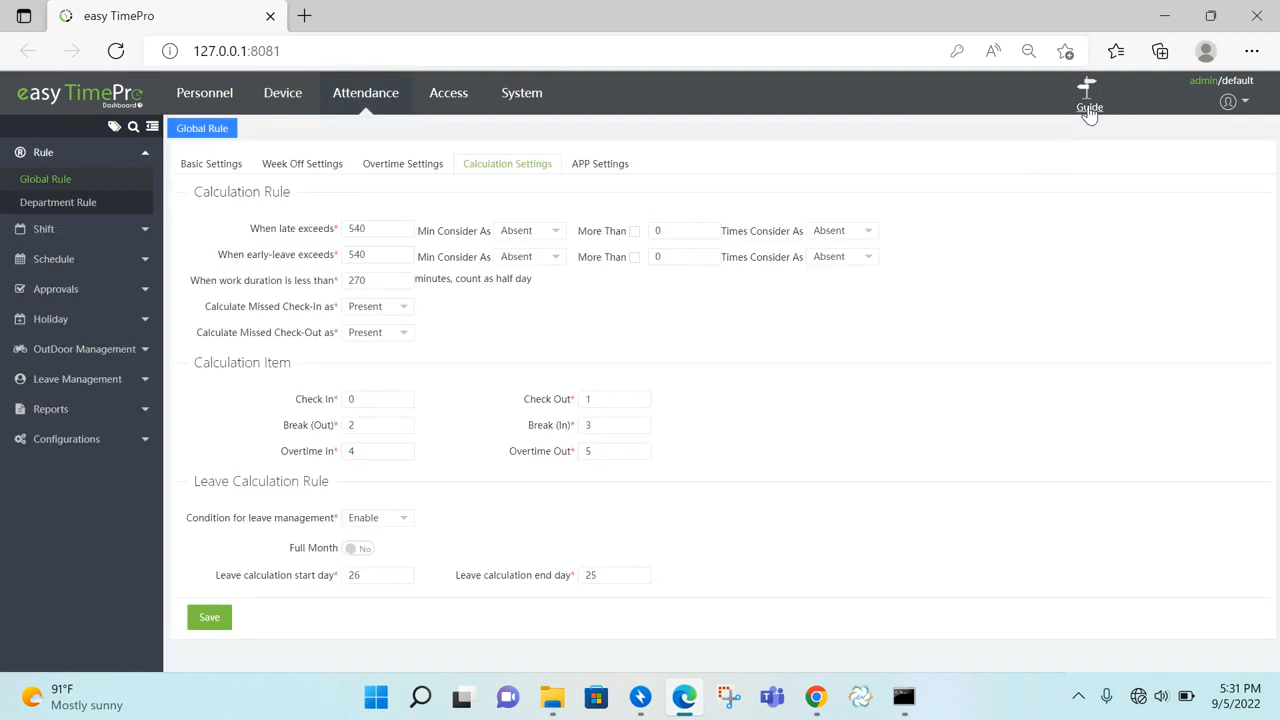 easy TimePro
127.0.0.1:8081
easy TimePro
Dashboard
Personnel
Device
Attendance
Access
System
Guide
admin/default
Rule
Global Rule
Department Rule
Shift
Schedule
Approvals
Holiday
OutDoor Management
Leave Management
Reports
Configurations
Global Rule
Basic Settings
Week Off Settings
Overtime Settings
Calculation Settings
APP Settings
Calculation Rule
When late exceeds* 540 Min Consider As Absent More Than 0 Times Consider As Absent
When early-leave exceeds* 540 Min Consider As Absent More Than 0 Times Consider As Absent
When work duration is less than* 270 minutes, count as half day
Calculate Missed Check-In as* Present
Calculate Missed Check-Out as* Present
Calculation Item
Check In* 0 Check Out* 1
Break (Out)* 2 Break (In)* 3
Overtime In* 4 Overtime Out* 5
Leave Calculation Rule
Condition for leave management* Enable
Full Month No
Leave calculation start day* 26 Leave calculation end day* 25
Save
91°F
Mostly sunny
5:31 PM
9/5/2022